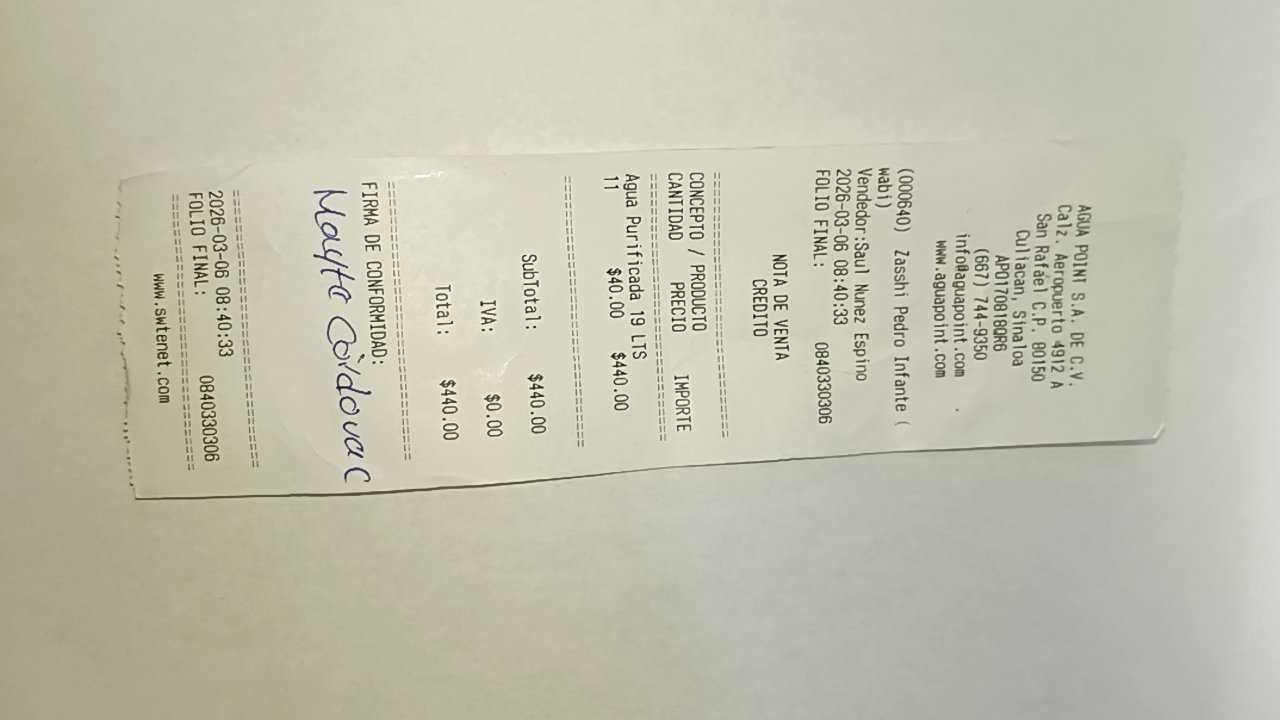 AGUA POINT S.A. DE C.V.
Calz. Aeropuerto 4912 A
San Rafael C.P. 80150
Culiacan, Sinaloa
APO170818QR6
(667) 744-9350
info@aguapoint.com
www.aguapoint.com
(000640) Zásshi Pedro Infante (
wabi)
Vendedor:Saul Nunez Espino
2026-03-06 08:40:33
FOLIO FINAL: 0840330306
NOTA DE VENTA
CREDITO
================================
CONCEPTO / PRODUCTO
CANTIDAD PRECIO IMPORTE
================================
Agua Purificada 19 LTS
11 $40.00 $440.00
================================
SubTotal: $440.00
IVA: $0.00
Total: $440.00
================================
FIRMA DE CONFORMIDAD:
Mayte Córdova C
================================
2026-03-06 08:40:33
FOLIO FINAL: 0840330306
================================
www.swtenet.com